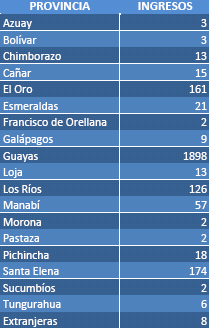 PROVINCIA INGRESOS
Azuay 3
Bolívar 3
Chimborazo 13
Cañar 15
El Oro 161
Esmeraldas 21
Francisco de Orellana 2
Galápagos 9
Guayas 1898
Loja 13
Los Ríos 126
Manabí 57
Morona 2
Pastaza 2
Pichincha 18
Santa Elena 174
Sucumbíos 2
Tungurahua 6
Extranjeras 8